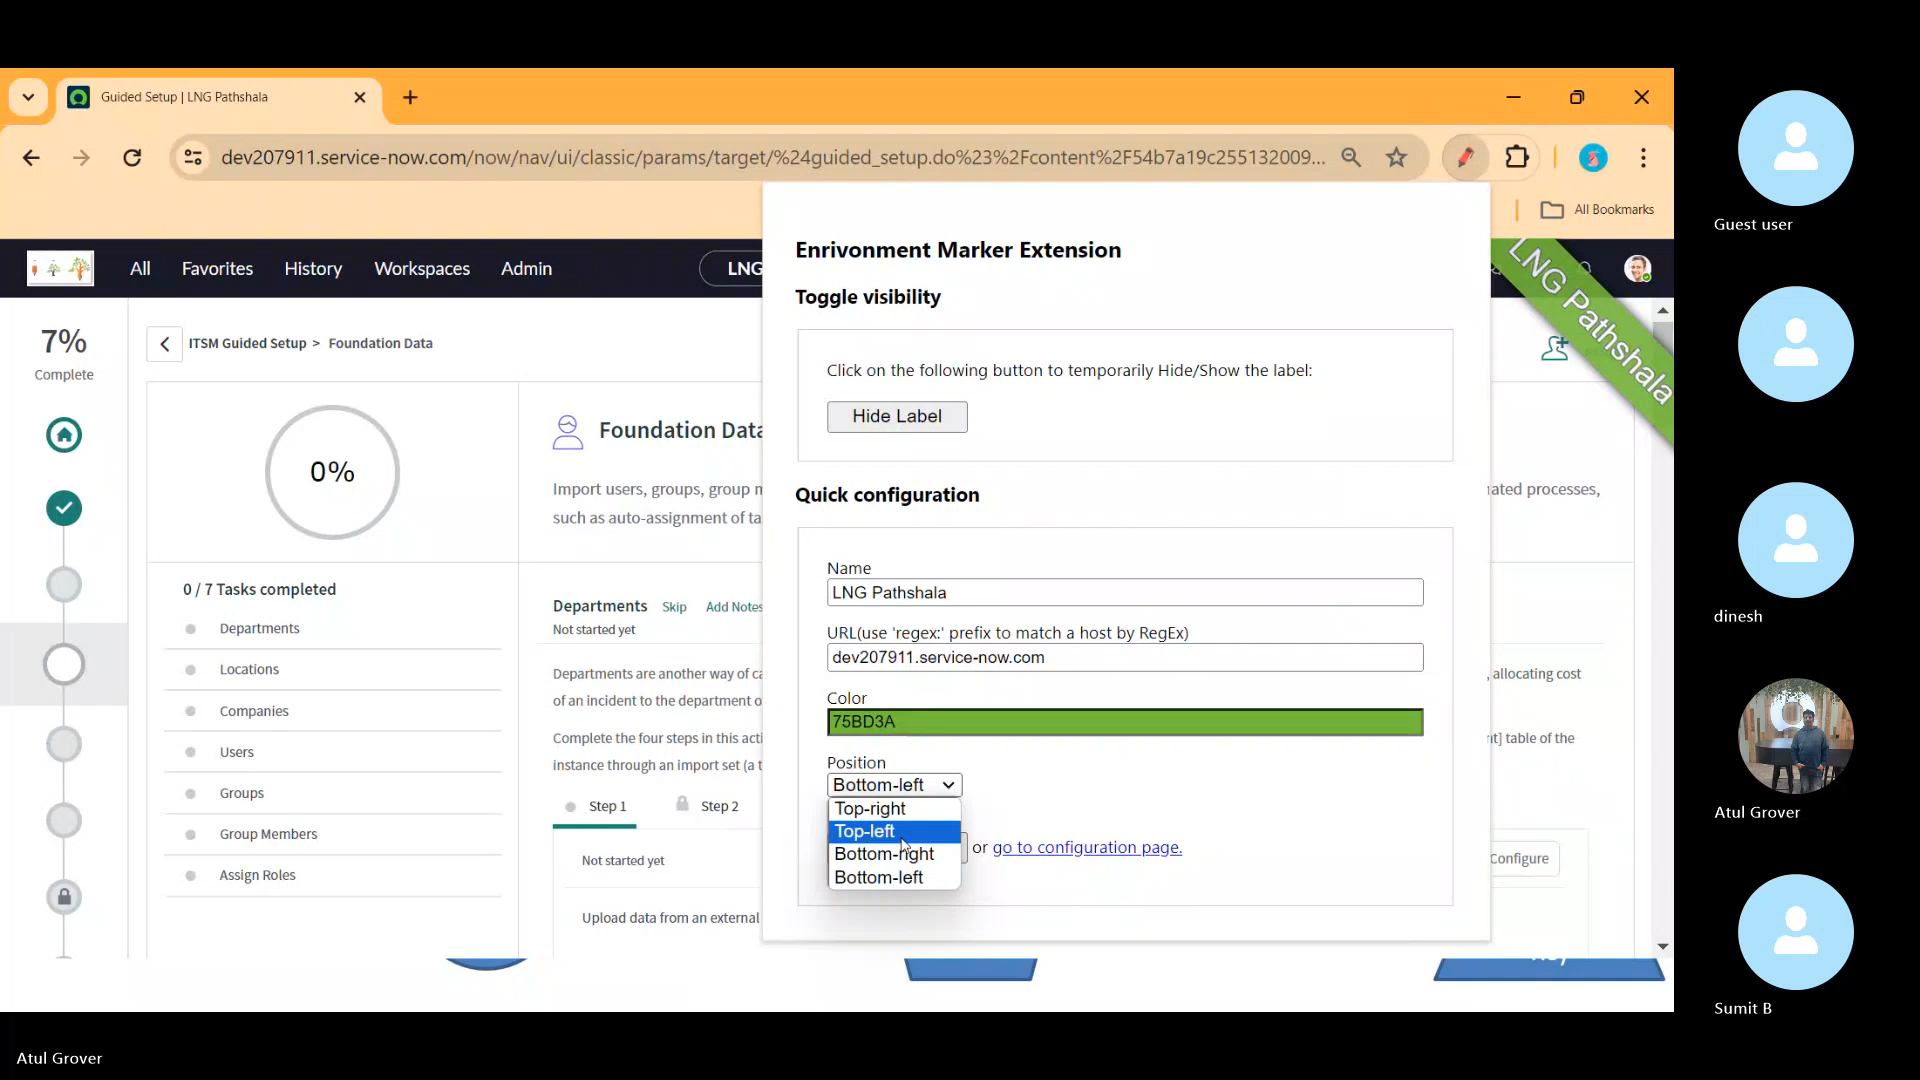 Guided Setup | LNG Pathshala
dev207911.service-now.com/now/nav/ui/classic/params/target/%24guided_setup.do%23%2Fcontent%2F54b7a19c255132009...
All Bookmarks
All
Favorites
History
Workspaces
Admin
LNG
LNG Pathshala
7%
Complete
ITSM Guided Setup > Foundation Data
0%
Foundation Data
Import users, groups, group m
ated processes,
such as auto-assignment of ta
0 / 7 Tasks completed
Departments
Locations
Companies
Users
Groups
Group Members
Assign Roles
Departments Skip Add Notes
Not started yet
Departments are another way of ca
, allocating cost
of an incident to the department o
Complete the four steps in this acti
nt] table of the
instance through an import set (a t
Step 1
Step 2
Not started yet
Configure
Upload data from an external
Enrivonment Marker Extension
Toggle visibility
Click on the following button to temporarily Hide/Show the label:
Hide Label
Quick configuration
Name
LNG Pathshala
URL(use 'regex:' prefix to match a host by RegEx)
dev207911.service-now.com
Color
75BD3A
Position
Bottom-left
Top-right
Top-left
Bottom-right
Bottom-left
or go to configuration page.
Guest user
dinesh
Atul Grover
Sumit B
Atul Grover